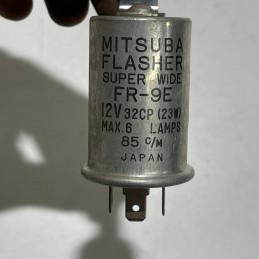 MITSUBA
FLASHER
SUPER WIDE
FR-9E
12V 32CP (23W)
MAX.6 LAMPS
85 C/M
JAPAN